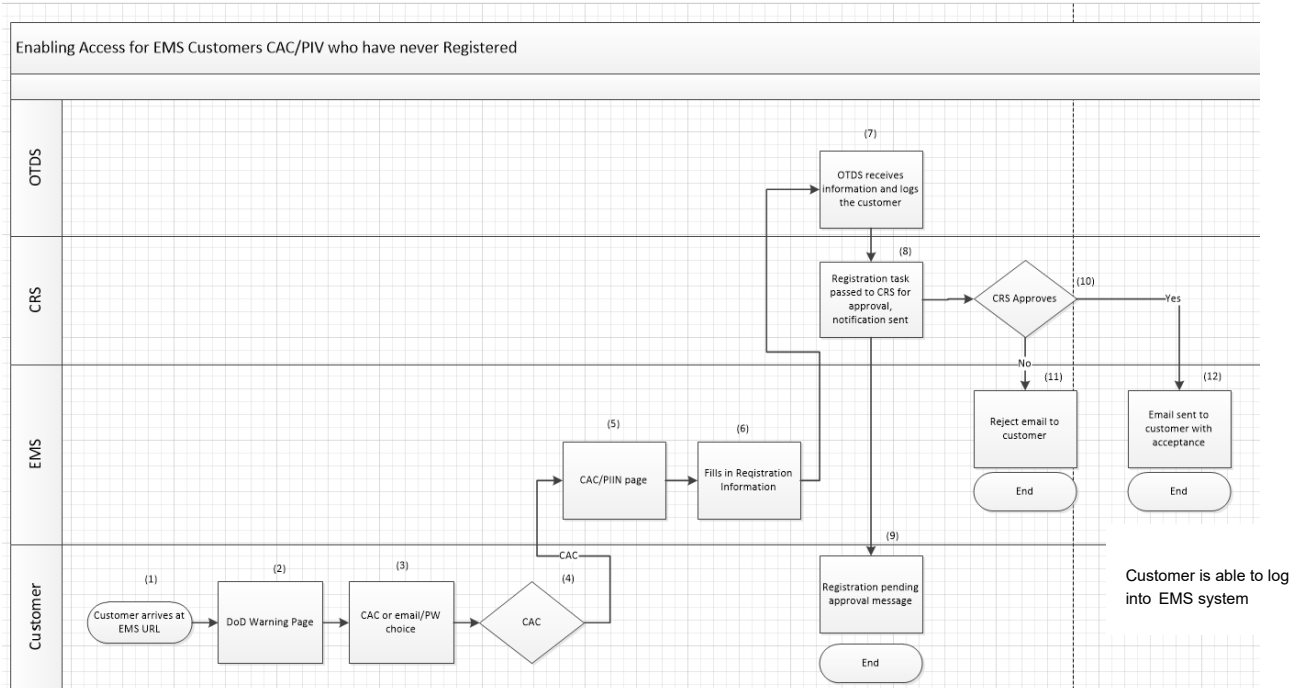 Enabling Access for EMS Customers CAC/PIV who have never Registered
OTDS
(7)
OTDS receives
information and logs
the customer
CRS
(8)
Registration task
passed to CRS for
approval,
notification sent
CRS Approves
(10)
Yes
No
EMS
(5)
CAC/PIIN page
(6)
Fills in Registration
Information
(11)
Reject email to
customer
End
(12)
Email sent to
customer with
acceptance
End
Customer
(1)
Customer arrives at
EMS URL
(2)
DoD Warning Page
(3)
CAC or email/PW
choice
(4)
CAC
CAC
(9)
Registration pending
approval message
End
Customer is able to log
into EMS system